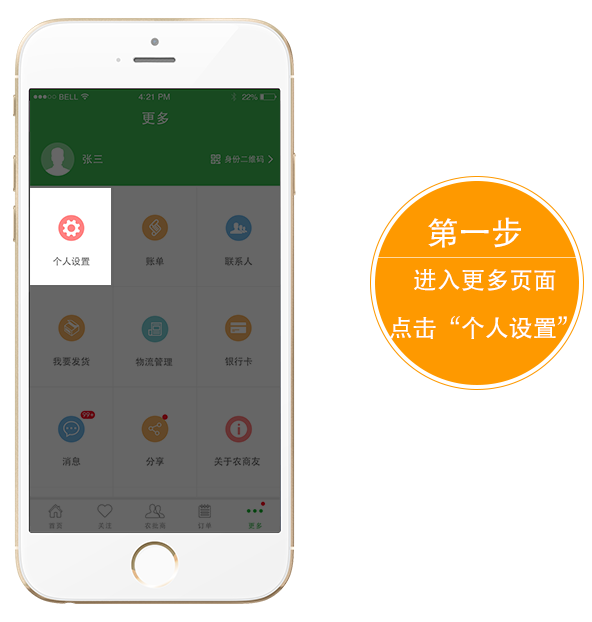 BELL
4:21 PM
22%
更多
张三
身份二维码
个人设置
账单
联系人
我要发货
物流管理
银行卡
99+
消息
分享
关于农商友
首页
关注
订单
更多
第一步
进入更多页面
点击“个人设置”